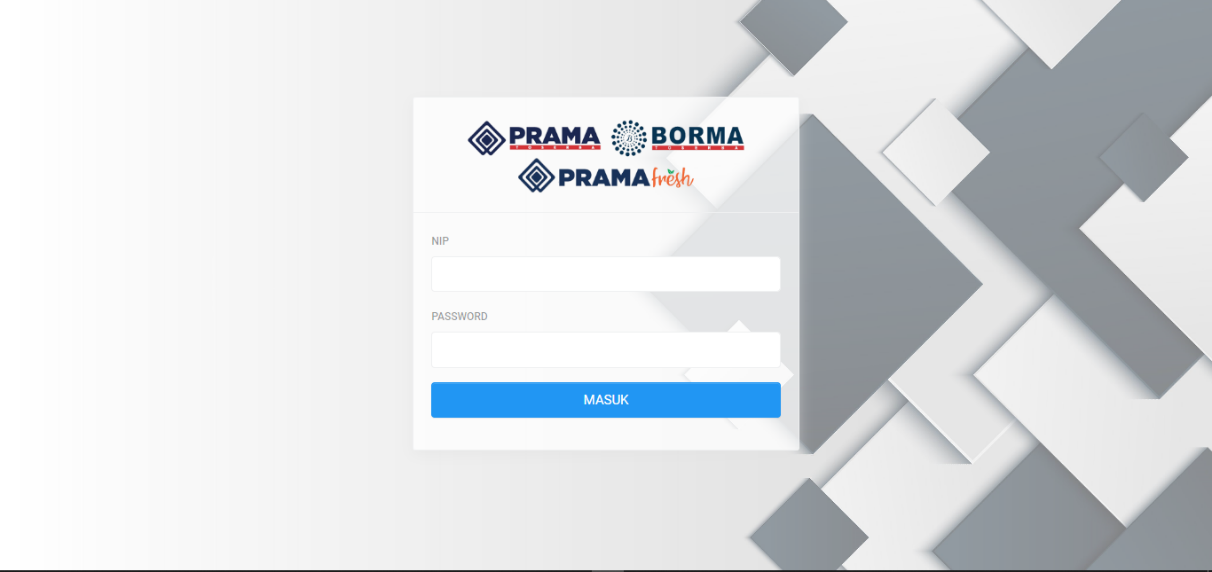 PRAMA BORMA
PRAMA fresh
NIP
PASSWORD
MASUK